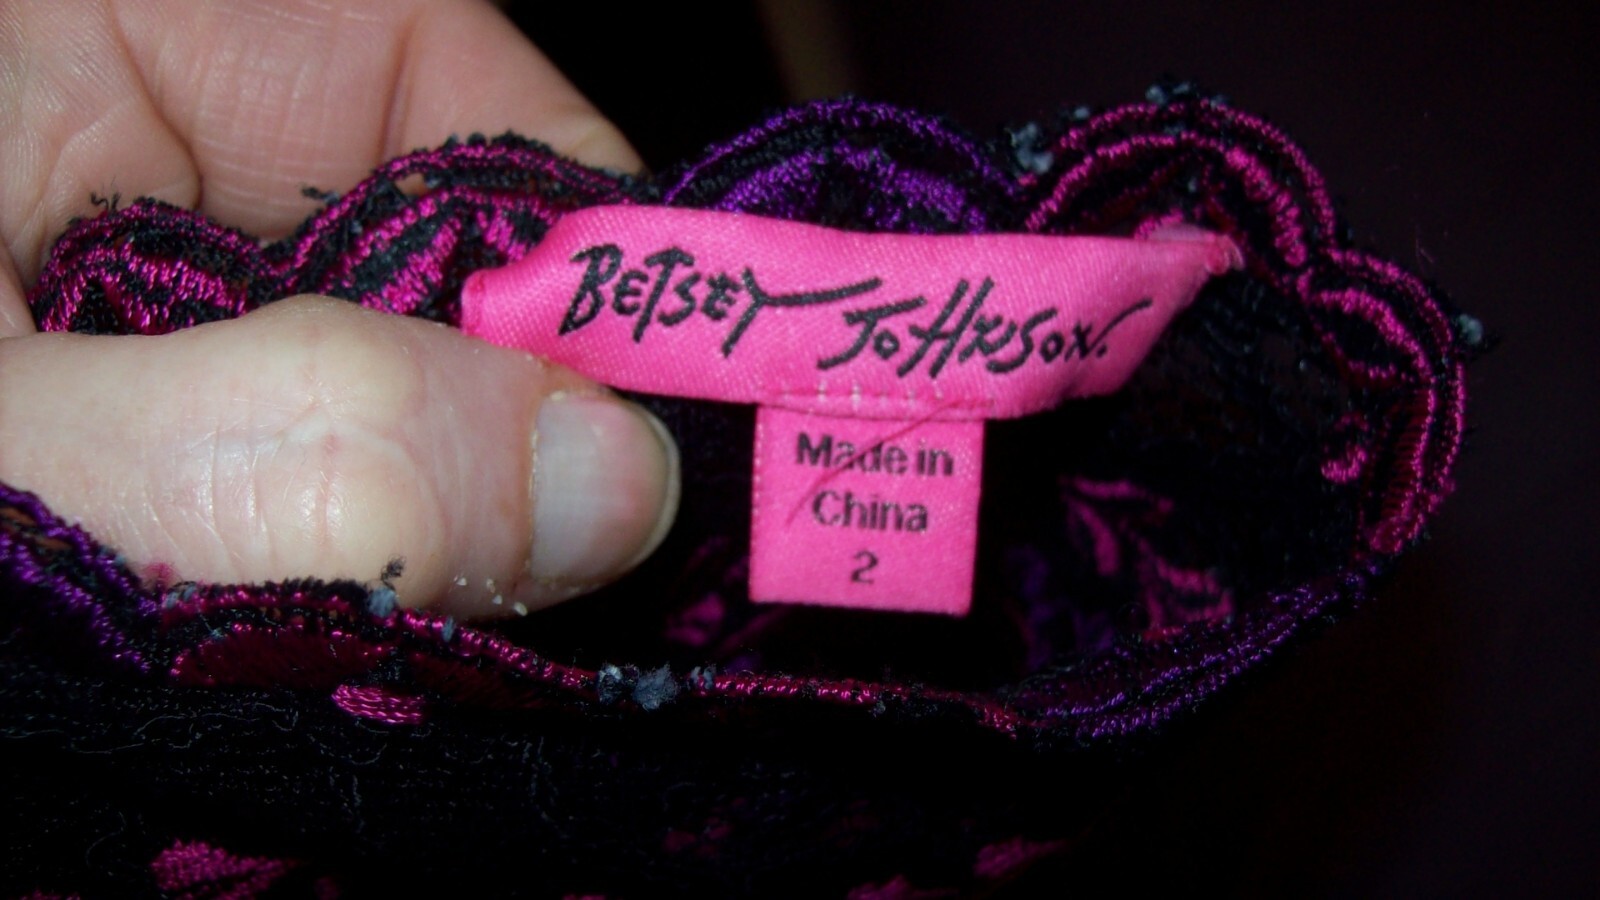 BETSEY JOHNSON.
Made in
China
2